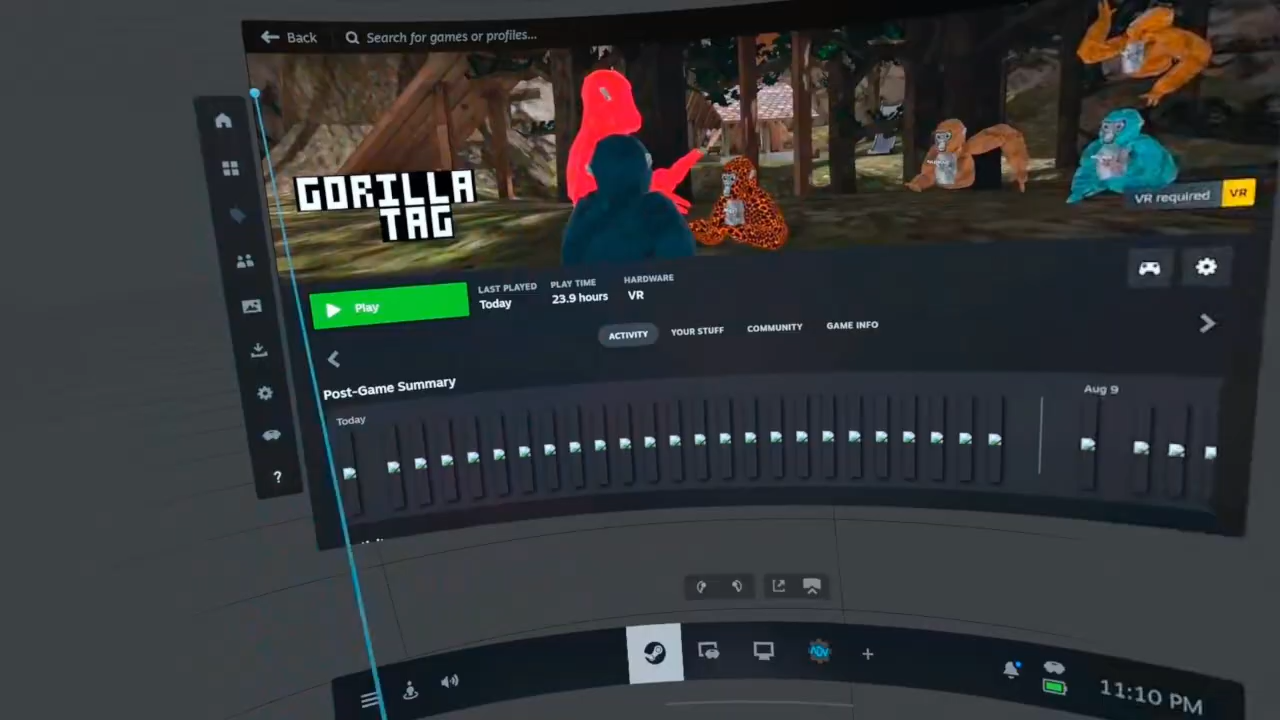 Back
Search for games or profiles...
GORILLA
TAG
VR required
VR
Play
LAST PLAYED
Today
PLAY TIME
23.9 hours
HARDWARE
VR
ACTIVITY
YOUR STUFF
COMMUNITY
GAME INFO
Post-Game Summary
Today
Aug 9
?
ADV
11:10 PM